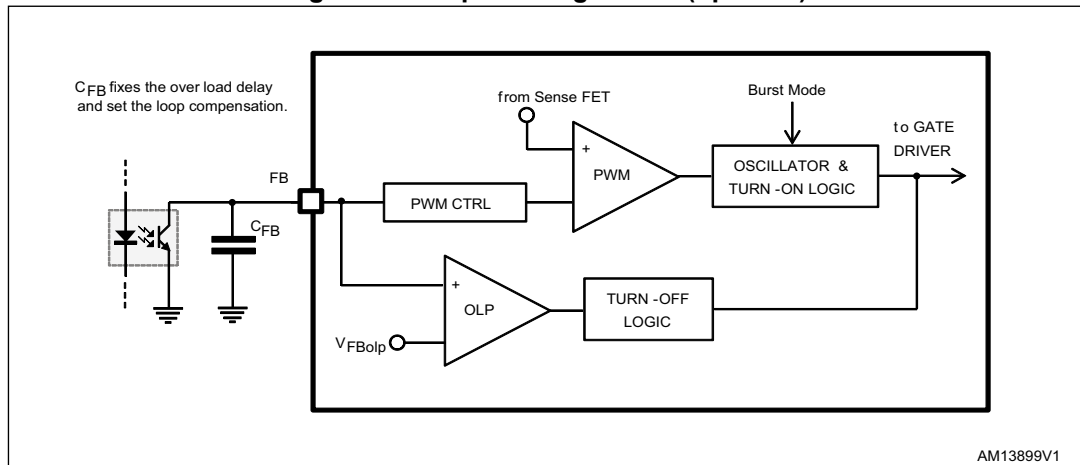 C_FB fixes the over load delay
and set the loop compensation.
from Sense FET
Burst Mode
to GATE
DRIVER
FB
+
PWM
OSCILLATOR &
TURN -ON LOGIC
PWM CTRL
C_FB
+
OLP
TURN -OFF
LOGIC
V_FBolp
AM13899V1